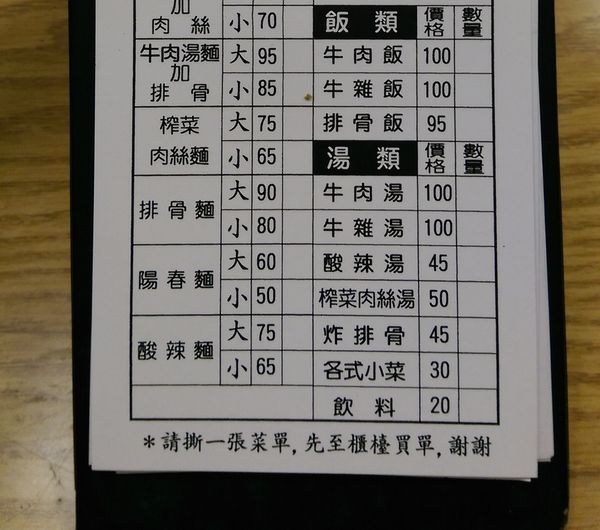 加
肉絲 小 70
牛肉湯麵 大 95
加
排骨 小 85
榨菜 大 75
肉絲麵 小 65
排骨麵 大 90
小 80
陽春麵 大 60
小 50
酸辣麵 大 75
小 65
飯類 價格 數量
牛肉飯 100
牛雜飯 100
排骨飯 95
湯類 價格 數量
牛肉湯 100
牛雜湯 100
酸辣湯 45
榨菜肉絲湯 50
炸排骨 45
各式小菜 30
飲料 20
*請撕一張菜單,先至櫃檯買單,謝謝